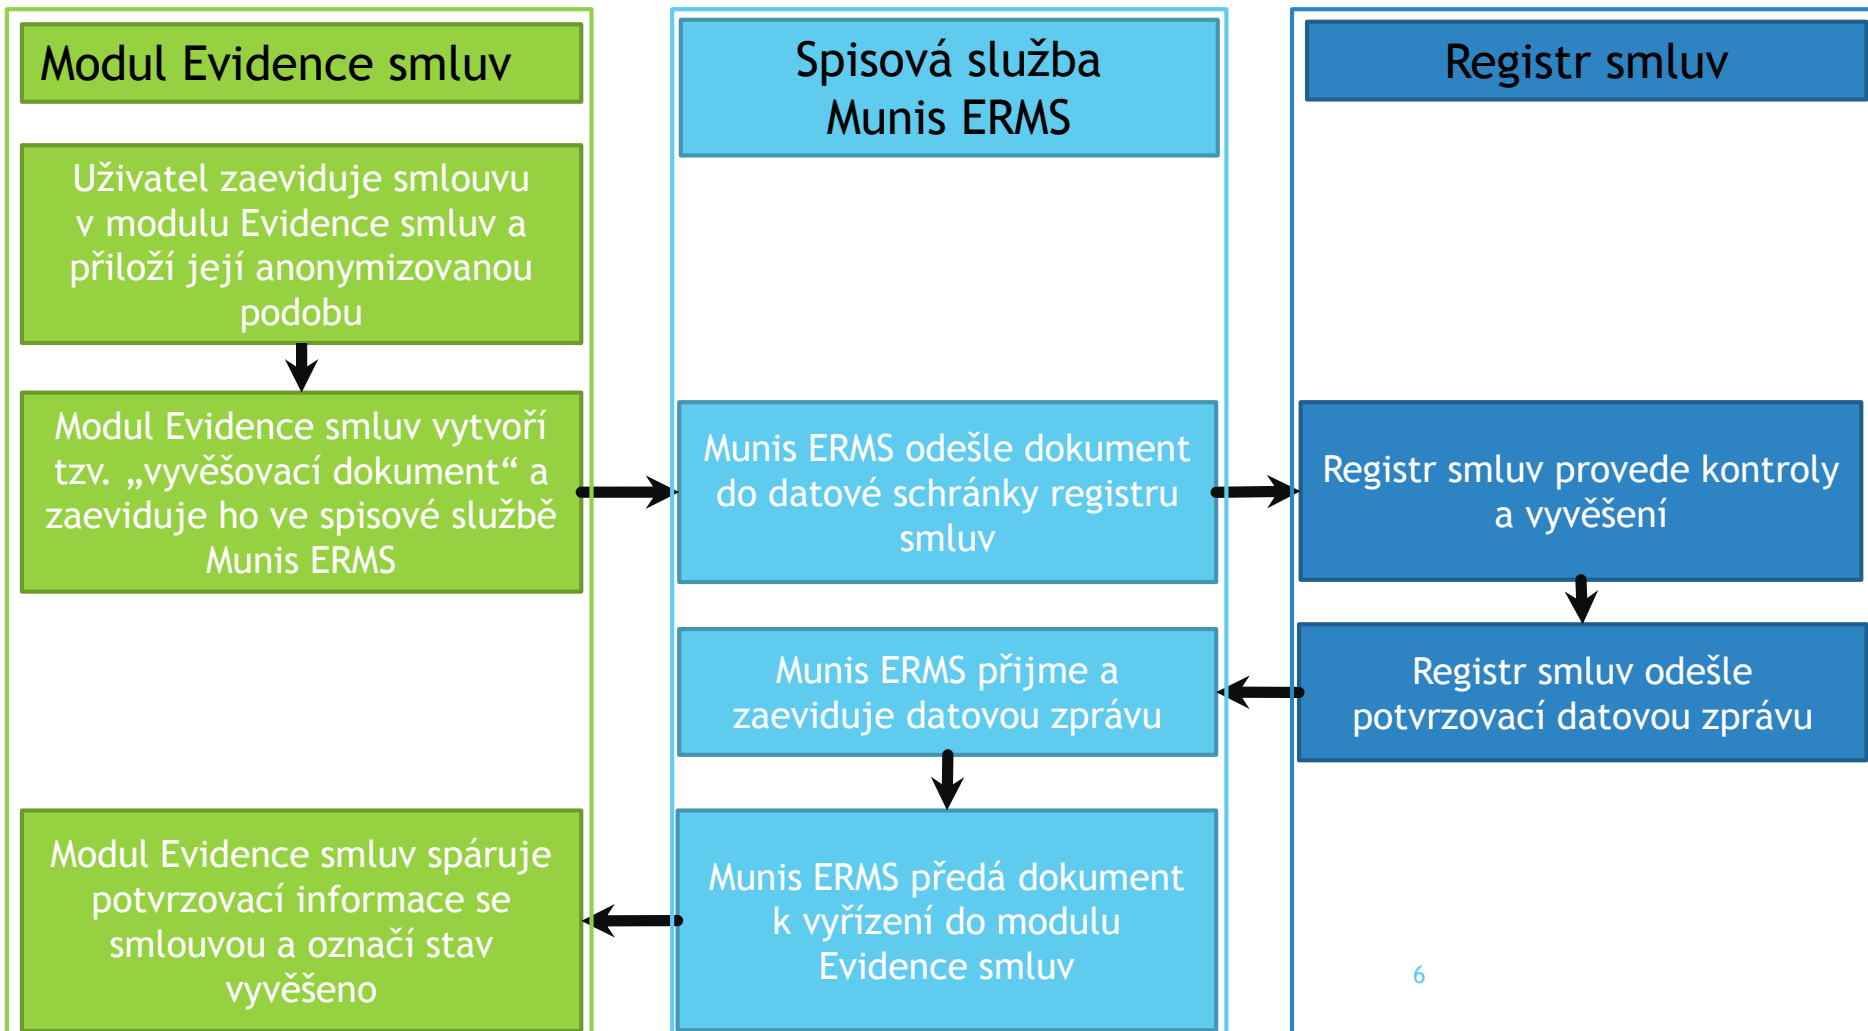 Modul Evidence smluv
Uživatel zaeviduje smlouvu
v modulu Evidence smluv a
přiloží její anonymizovanou
podobu
Modul Evidence smluv vytvoří
tzv. „vyvěšovací dokument“ a
zaeviduje ho ve spisové službě
Munis ERMS
Modul Evidence smluv spáruje
potvrzovací informace se
smlouvou a označí stav
vyvěšeno
Spisová služba
Munis ERMS
Munis ERMS odešle dokument
do datové schránky registru
smluv
Munis ERMS přijme a
zaeviduje datovou zprávu
Munis ERMS předá dokument
k vyřízení do modulu
Evidence smluv
Registr smluv
Registr smluv provede kontroly
a vyvěšení
Registr smluv odešle
potvrzovací datovou zprávu
6